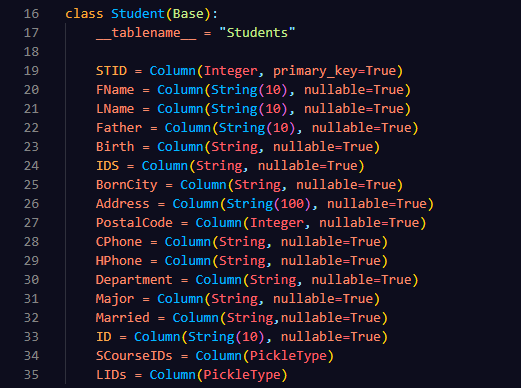 16 class Student(Base):
17     __tablename__ = "Students"
18
19     STID = Column(Integer, primary_key=True)
20     FName = Column(String(10), nullable=True)
21     LName = Column(String(10), nullable=True)
22     Father = Column(String(10), nullable=True)
23     Birth = Column(String, nullable=True)
24     IDS = Column(String, nullable=True)
25     BornCity = Column(String, nullable=True)
26     Address = Column(String(100), nullable=True)
27     PostalCode = Column(Integer, nullable=True)
28     CPhone = Column(String, nullable=True)
29     HPhone = Column(String, nullable=True)
30     Department = Column(String, nullable=True)
31     Major = Column(String, nullable=True)
32     Married = Column(String,nullable=True)
33     ID = Column(String(10), nullable=True)
34     SCourseIDs = Column(PickleType)
35     LIDs = Column(PickleType)